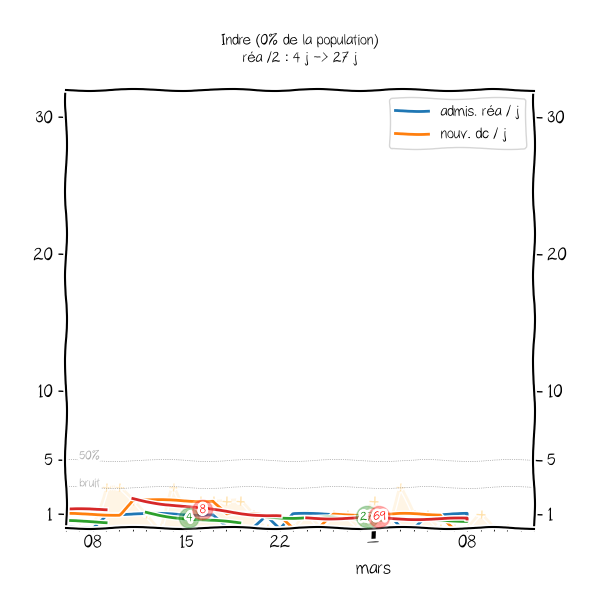 Indre (0% de la population)
réa /2 : 4 j -> 27 j
admis. réa / j
nouv. dc / j
30 30
20 20
10 10
5 5
50%
bruit
1 1
4 8 27 69
08 15 22 1 08
mars